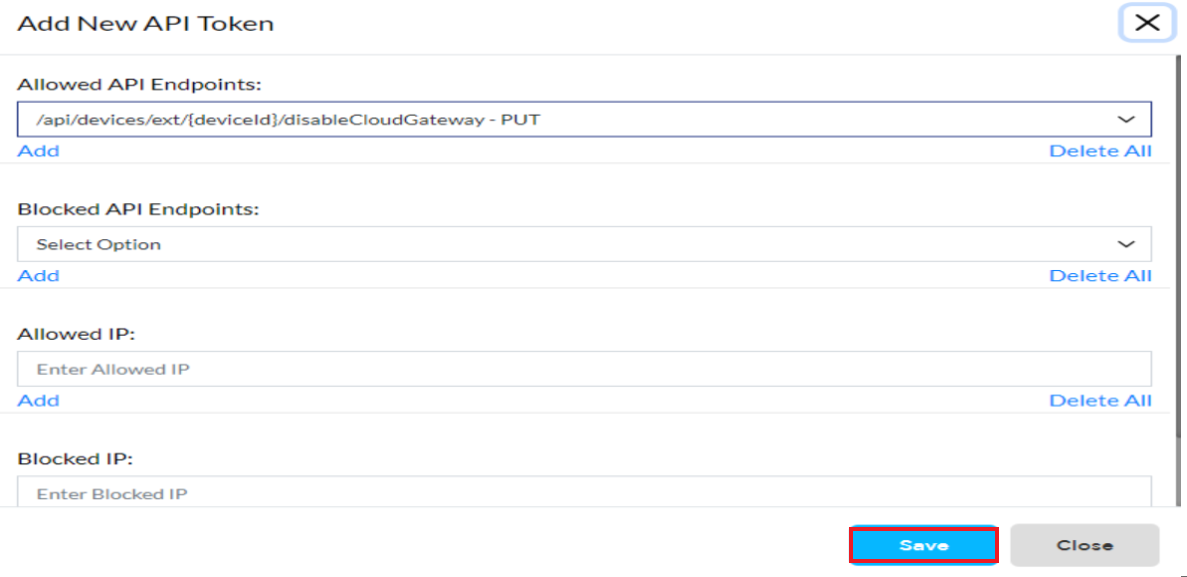 Add New API Token
Allowed API Endpoints:
/api/devices/ext/{deviceId}/disableCloudGateway - PUT
Add Delete All
Blocked API Endpoints:
Select Option
Add Delete All
Allowed IP:
Enter Allowed IP
Add Delete All
Blocked IP:
Enter Blocked IP
Save Close